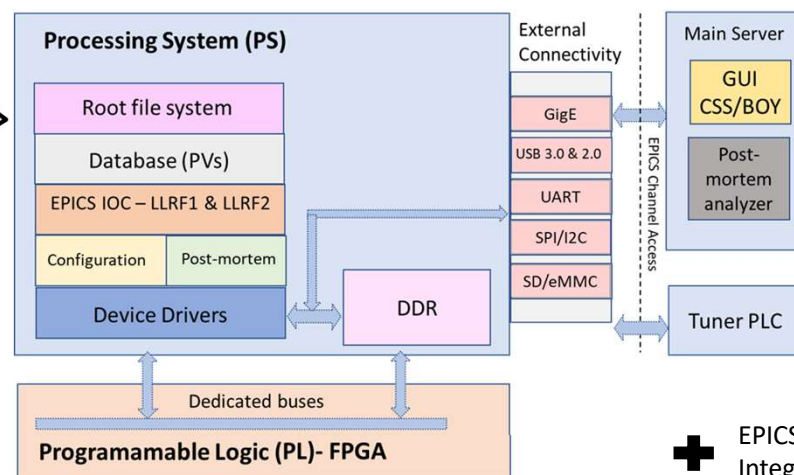 Processing System (PS)
Root file system
Database (PVs)
EPICS IOC – LLRF1 & LLRF2
Configuration
Post-mortem
Device Drivers
DDR
External
Connectivity
GigE
USB 3.0 & 2.0
UART
SPI/I2C
SD/eMMC
EPICS Channel Access
Main Server
GUI
CSS/BOY
Post-
mortem
analyzer
Tuner PLC
Dedicated buses
Programamable Logic (PL)- FPGA
EPICS
Integ